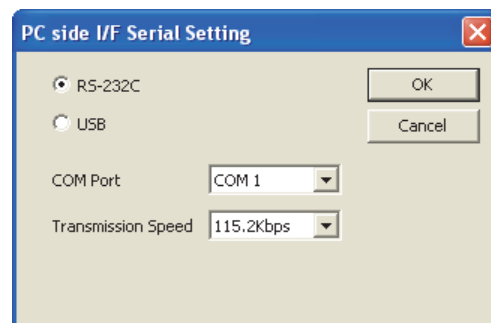 PC side I/F Serial Setting
RS-232C
OK
USB
Cancel
COM Port
COM 1
Transmission Speed
115.2Kbps